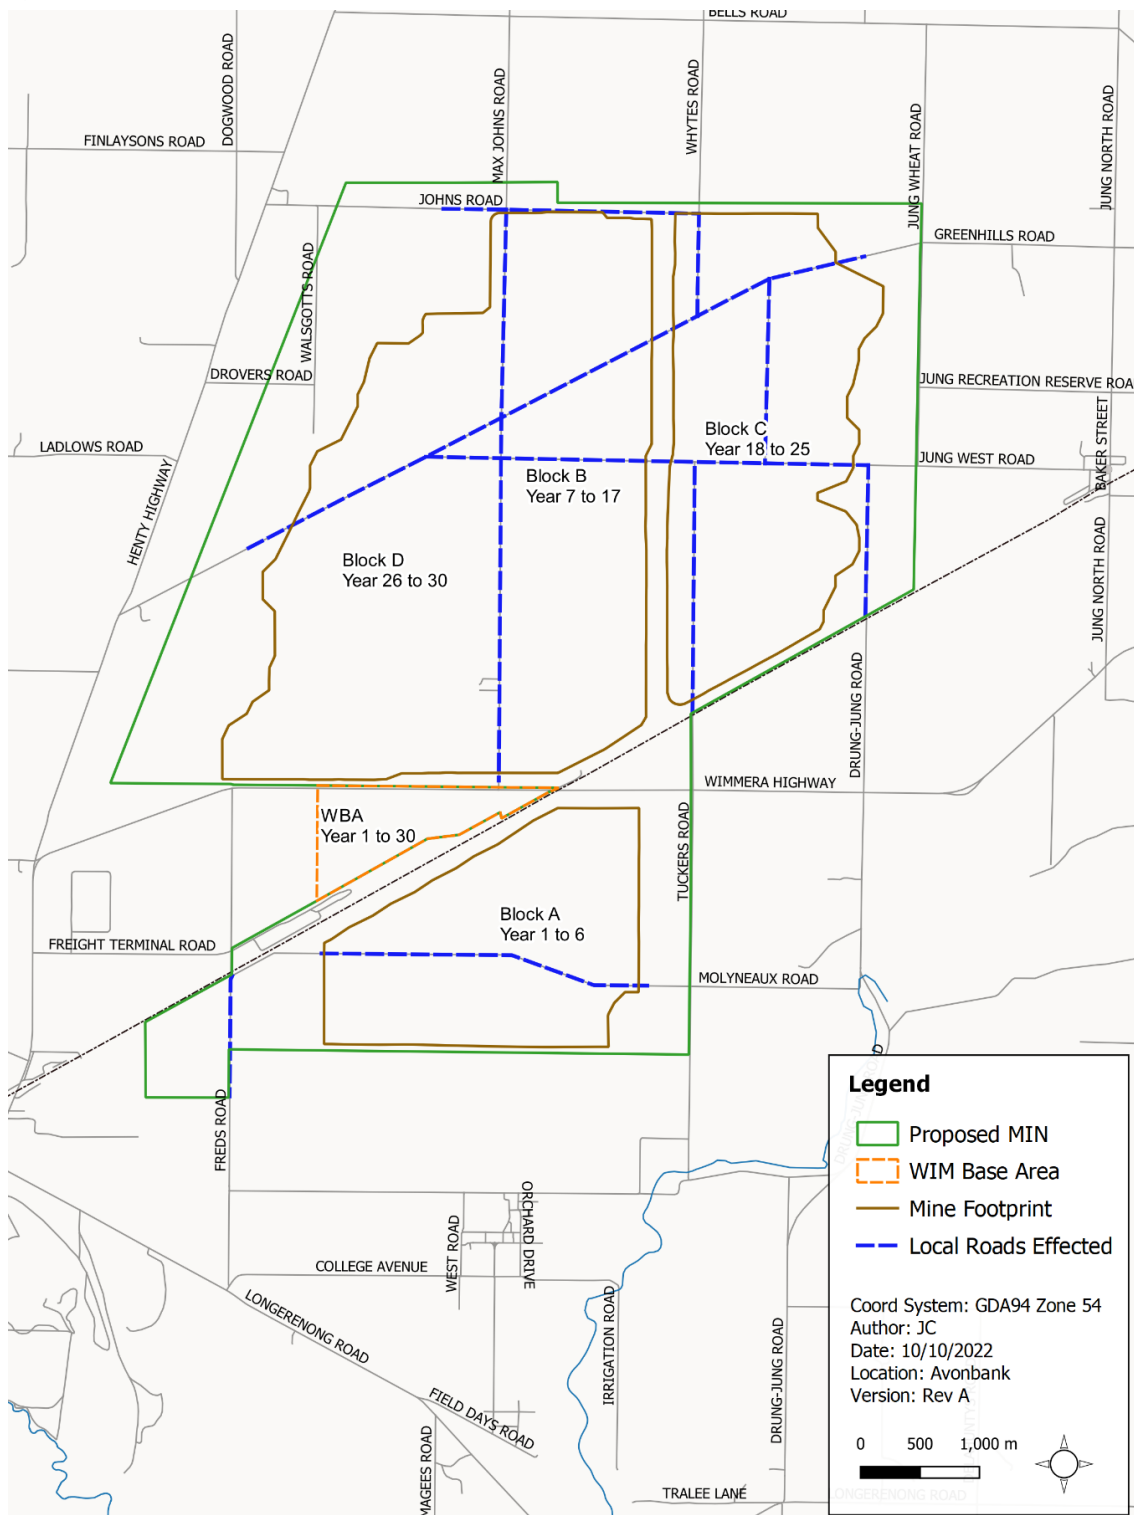 BELLS ROAD
DOGWOOD ROAD
MAX JOHNS ROAD
WHYTES ROAD
JUNG WHEAT ROAD
JUNG NORTH ROAD
FINLAYSONS ROAD
JOHNS ROAD
GREENHILLS ROAD
WALSGOTTS ROAD
DROVERS ROAD
JUNG RECREATION RESERVE ROA
BAKER STREET
LADLOWS ROAD
HENTY HIGHWAY
Block C
Year 18 to 25
JUNG WEST ROAD
Block B
Year 7 to 17
Block D
Year 26 to 30
JUNG NORTH ROAD
DRUNG-JUNG ROAD
WIMMERA HIGHWAY
WBA
Year 1 to 30
TUCKERS ROAD
Block A
Year 1 to 6
FREIGHT TERMINAL ROAD
MOLYNEAUX ROAD
FREDS ROAD
DRUNG-JUNG ROAD
Legend
Proposed MIN
WIM Base Area
Mine Footprint
Local Roads Effected
Coord System: GDA94 Zone 54
Author: JC
Date: 10/10/2022
Location: Avonbank
Version: Rev A
0 500 1,000 m
ORCHARD DRIVE
WEST ROAD
COLLEGE AVENUE
LONGERENONG ROAD
IRRIGATION ROAD
DRUNG-JUNG ROAD
FIELD DAYS ROAD
MAGEES ROAD
TRALEE LANE
LONGERENONG ROAD